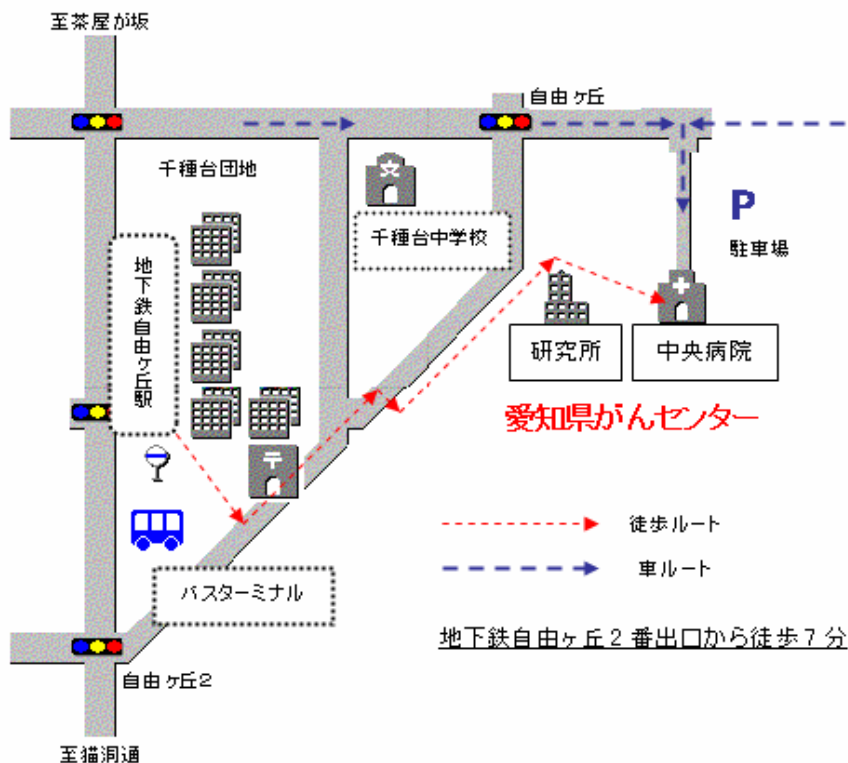 至茶屋が坂
自由ヶ丘
千種台団地
文
千種台中学校
P
駐車場
地下鉄自由ヶ丘駅
研究所
中央病院
愛知県がんセンター
〒
徒歩ルート
車ルート
バスターミナル
地下鉄自由ヶ丘2番出口から徒歩7分
自由ヶ丘2
至猫洞通